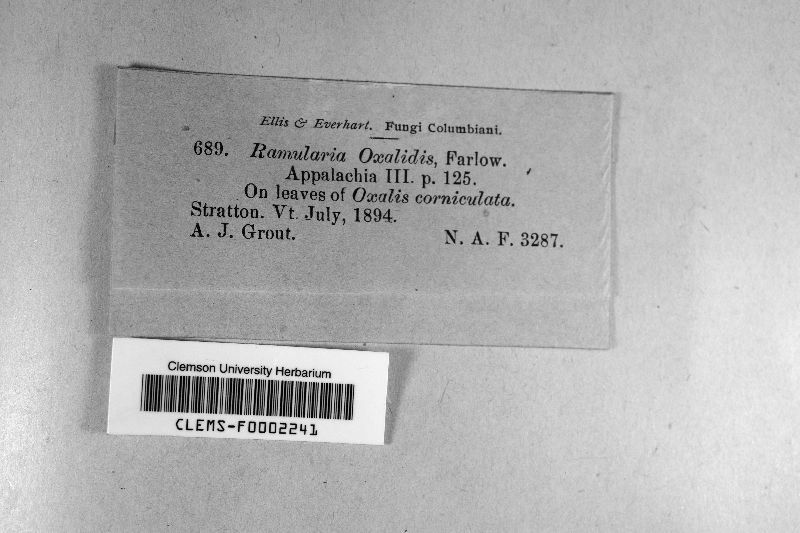 Ellis & Everhart. Fungi Columbiani.
689. Ramularia Oxalidis, Farlow.
Appalachia III. p. 125.
On leaves of Oxalis corniculata.
Stratton. Vt. July, 1894.
A. J. Grout. N. A. F. 3287.
Clemson University Herbarium
CLEMS-F0002241